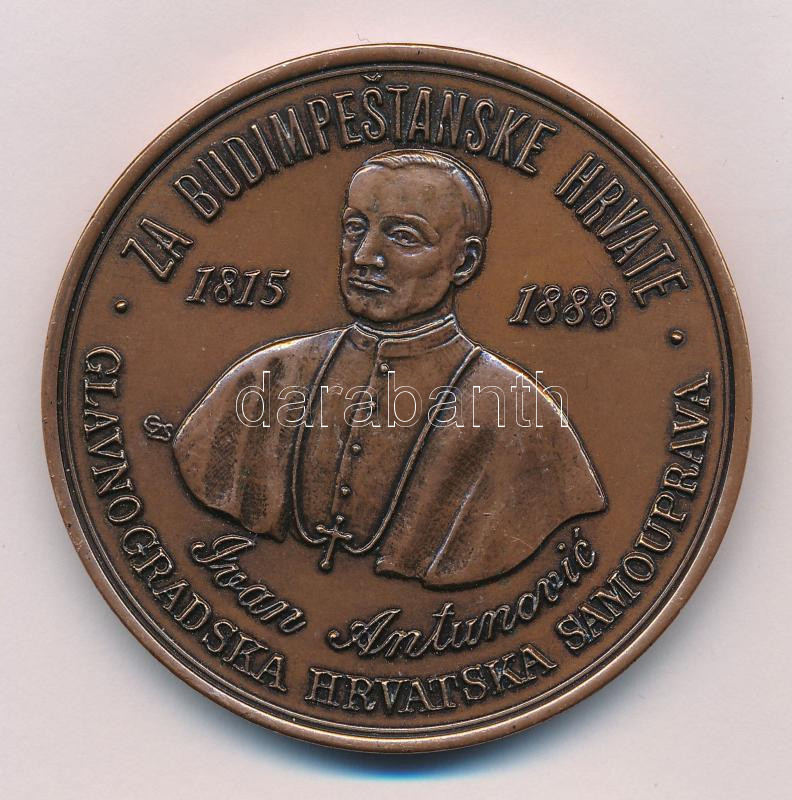 ZA BUDIMPEŠTANSKE HRVATE
1815 1888
darabanth
Ivan Antunović
GLAVNOGRADSKA HRVATSKA SAMOUPRAVA